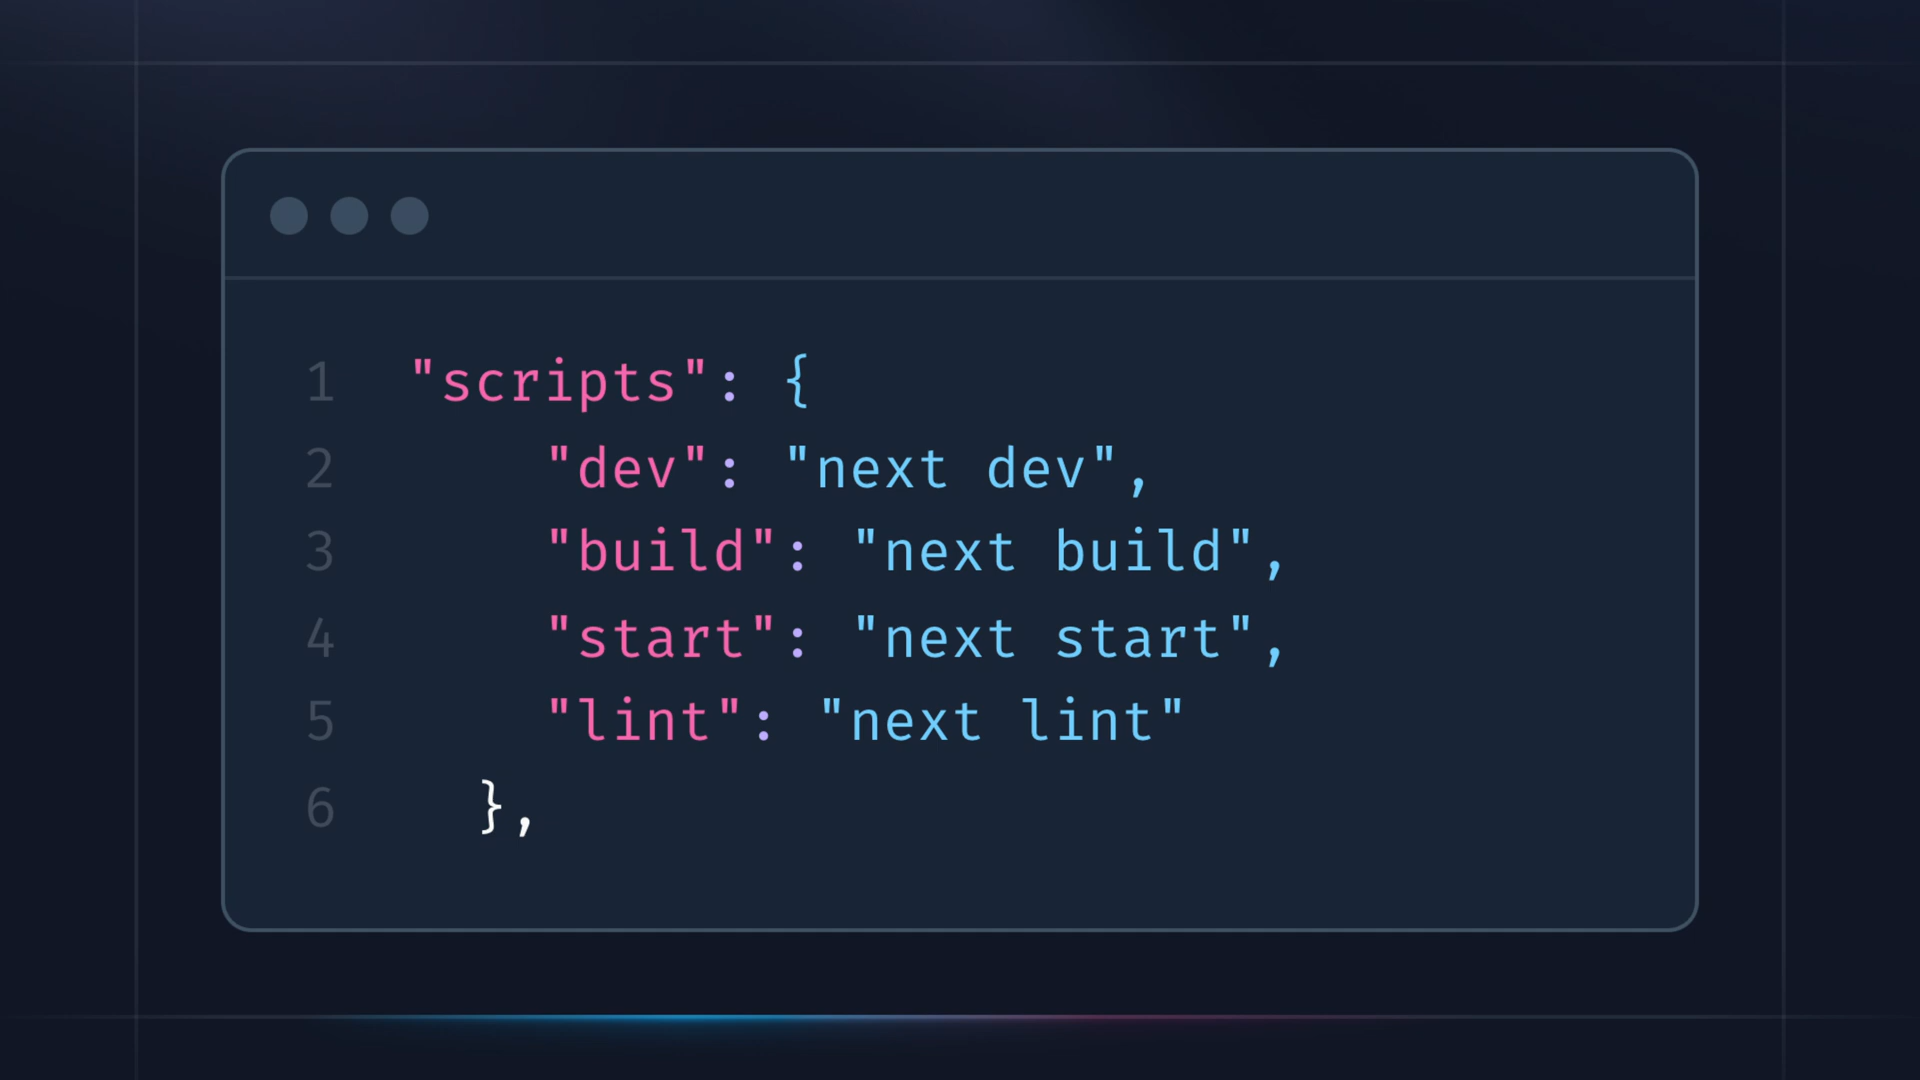 1 "scripts": {
2 "dev": "next dev",
3 "build": "next build",
4 "start": "next start",
5 "lint": "next lint"
6 },